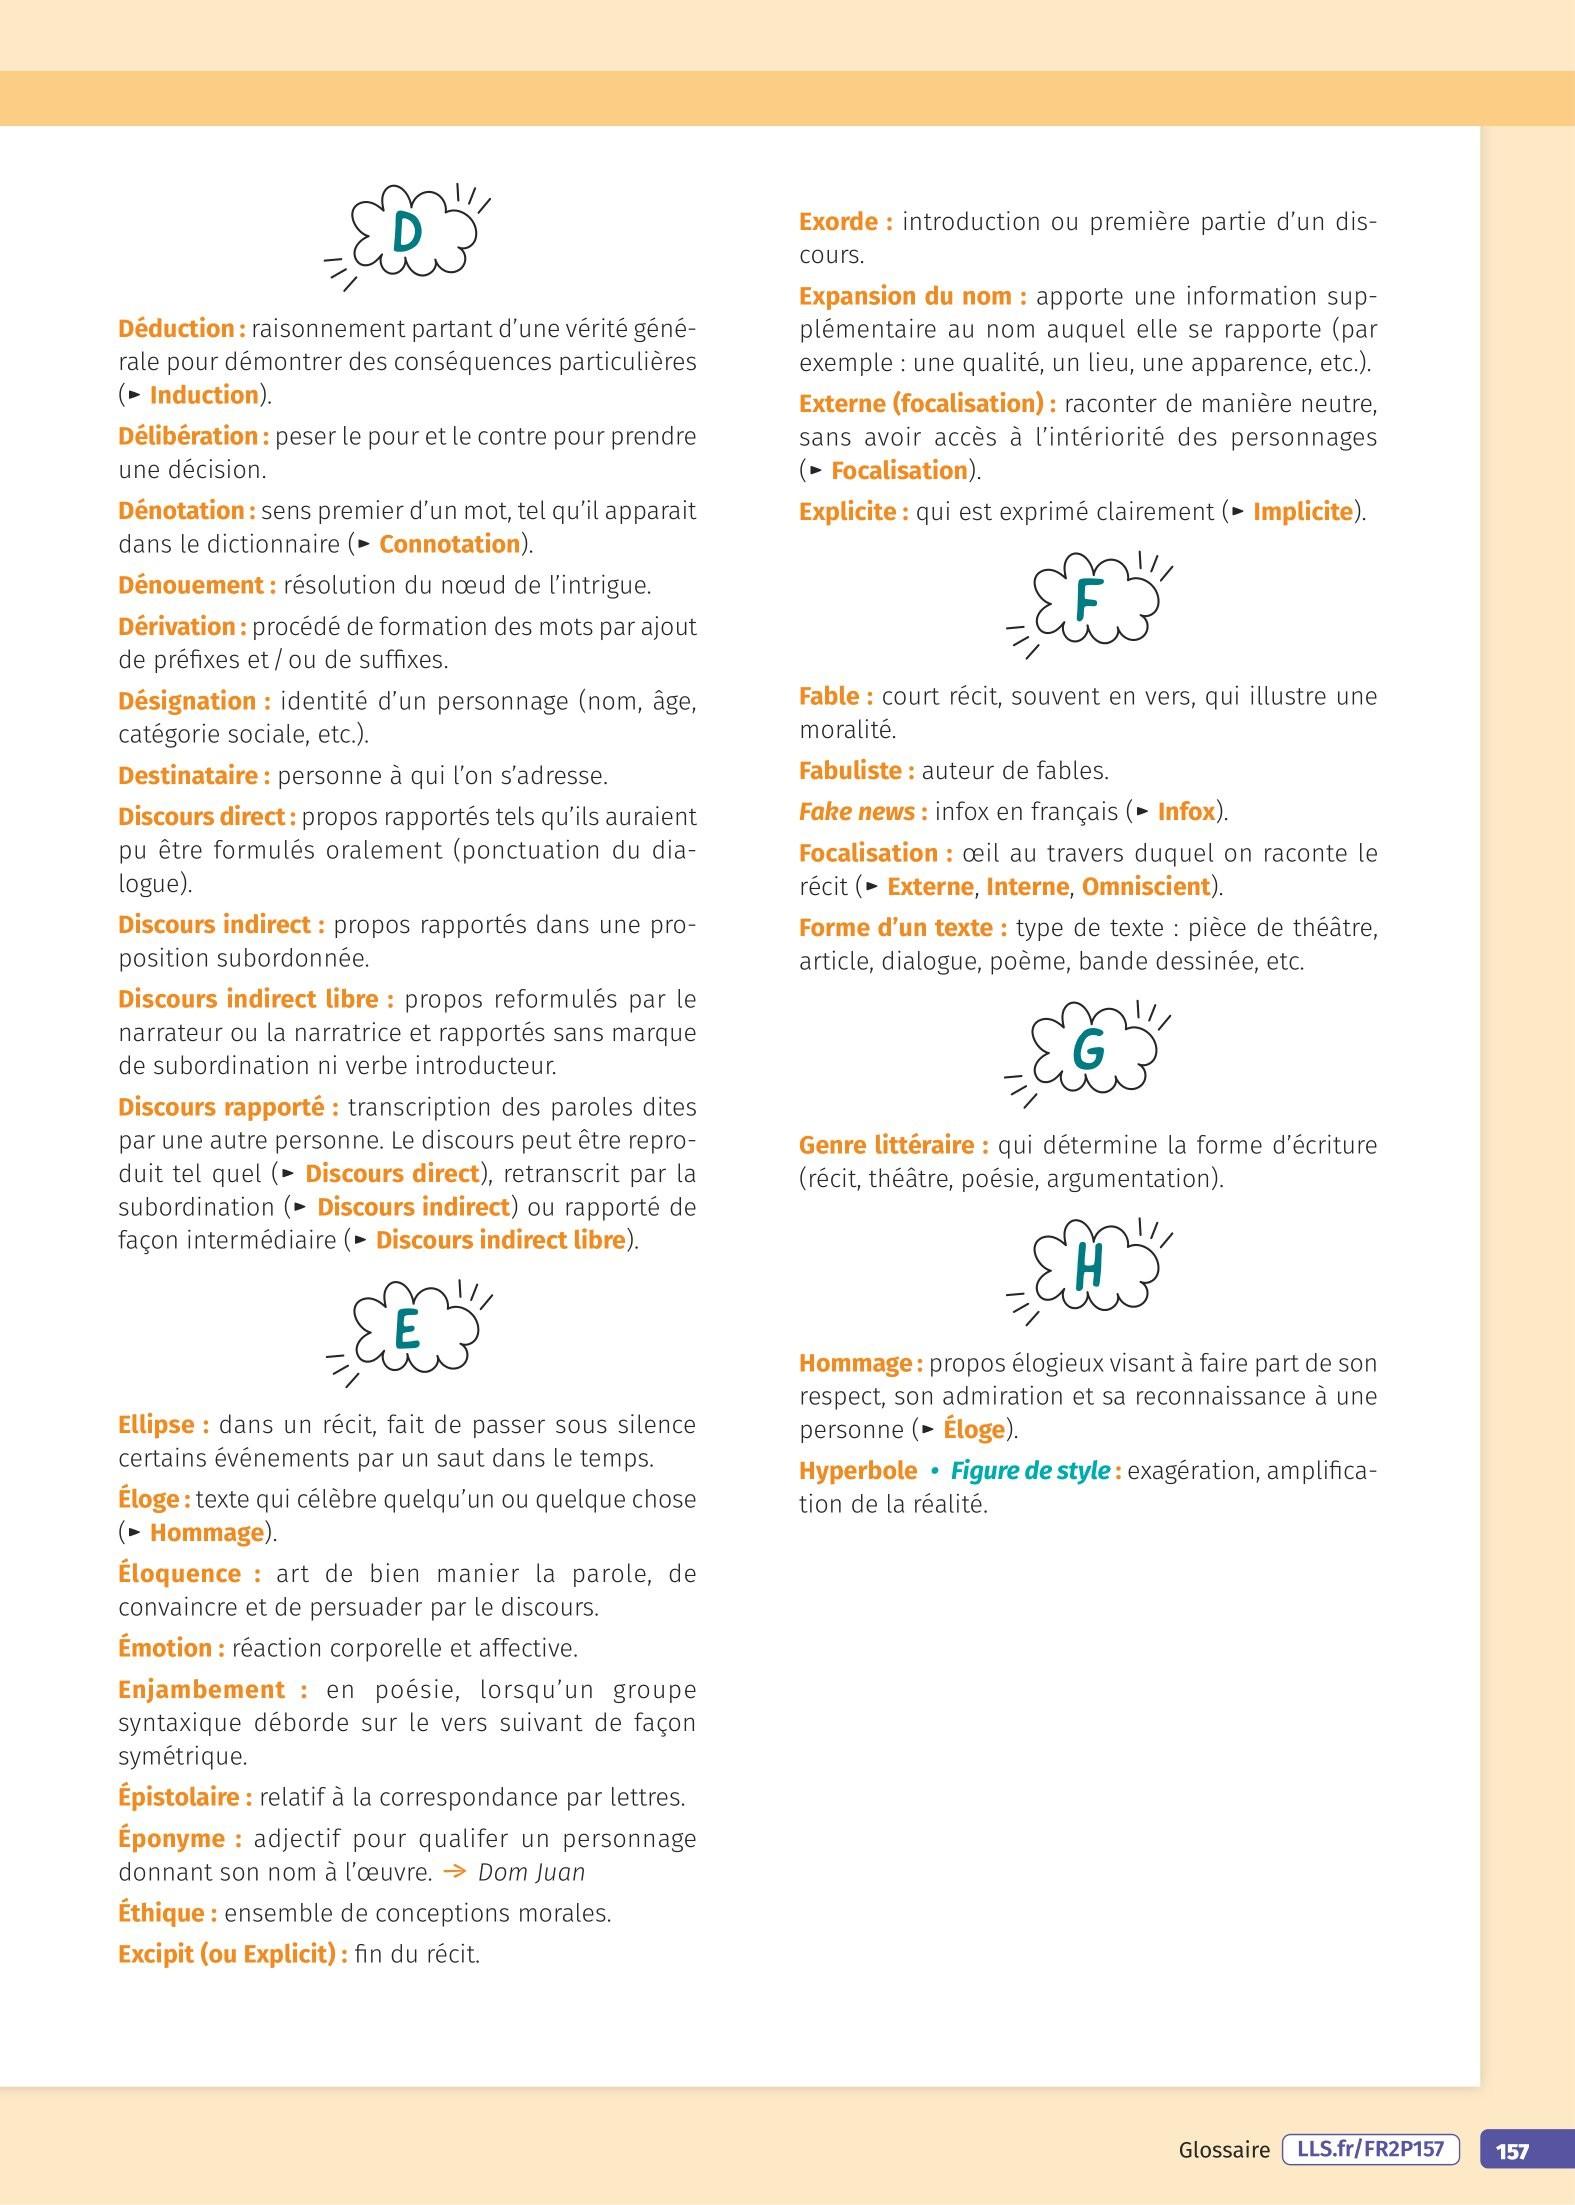 D
Déduction : raisonnement partant d’une vérité géné-
rale pour démontrer des conséquences particulières
(► Induction).
Délibération : peser le pour et le contre pour prendre
une décision.
Dénotation : sens premier d’un mot, tel qu’il apparait
dans le dictionnaire (► Connotation).
Dénouement : résolution du nœud de l’intrigue.
Dérivation : procédé de formation des mots par ajout
de préfixes et / ou de suffixes.
Désignation : identité d’un personnage (nom, âge,
catégorie sociale, etc.).
Destinataire : personne à qui l’on s’adresse.
Discours direct : propos rapportés tels qu’ils auraient
pu être formulés oralement (ponctuation du dia-
logue).
Discours indirect : propos rapportés dans une pro-
position subordonnée.
Discours indirect libre : propos reformulés par le
narrateur ou la narratrice et rapportés sans marque
de subordination ni verbe introducteur.
Discours rapporté : transcription des paroles dites
par une autre personne. Le discours peut être repro-
duit tel quel (► Discours direct), retranscrit par la
subordination (► Discours indirect) ou rapporté de
façon intermédiaire (► Discours indirect libre).
E
Ellipse : dans un récit, fait de passer sous silence
certains événements par un saut dans le temps.
Éloge : texte qui célèbre quelqu’un ou quelque chose
(► Hommage).
Éloquence : art de bien manier la parole, de
convaincre et de persuader par le discours.
Émotion : réaction corporelle et affective.
Enjambement : en poésie, lorsqu’un groupe
syntaxique déborde sur le vers suivant de façon
symétrique.
Épistolaire : relatif à la correspondance par lettres.
Éponyme : adjectif pour qualifer un personnage
donnant son nom à l’œuvre. → Dom Juan
Éthique : ensemble de conceptions morales.
Excipit (ou Explicit) : fin du récit.
Exorde : introduction ou première partie d’un dis-
cours.
Expansion du nom : apporte une information sup-
plémentaire au nom auquel elle se rapporte (par
exemple : une qualité, un lieu, une apparence, etc.).
Externe (focalisation) : raconter de manière neutre,
sans avoir accès à l’intériorité des personnages
(► Focalisation).
Explicite : qui est exprimé clairement (► Implicite).
F
Fable : court récit, souvent en vers, qui illustre une
moralité.
Fabuliste : auteur de fables.
Fake news : infox en français (► Infox).
Focalisation : œil au travers duquel on raconte le
récit (► Externe, Interne, Omniscient).
Forme d’un texte : type de texte : pièce de théâtre,
article, dialogue, poème, bande dessinée, etc.
G
Genre littéraire : qui détermine la forme d’écriture
(récit, théâtre, poésie, argumentation).
H
Hommage : propos élogieux visant à faire part de son
respect, son admiration et sa reconnaissance à une
personne (► Éloge).
Hyperbole • Figure de style : exagération, amplifica-
tion de la réalité.
Glossaire LLS.fr/FR2P157 157